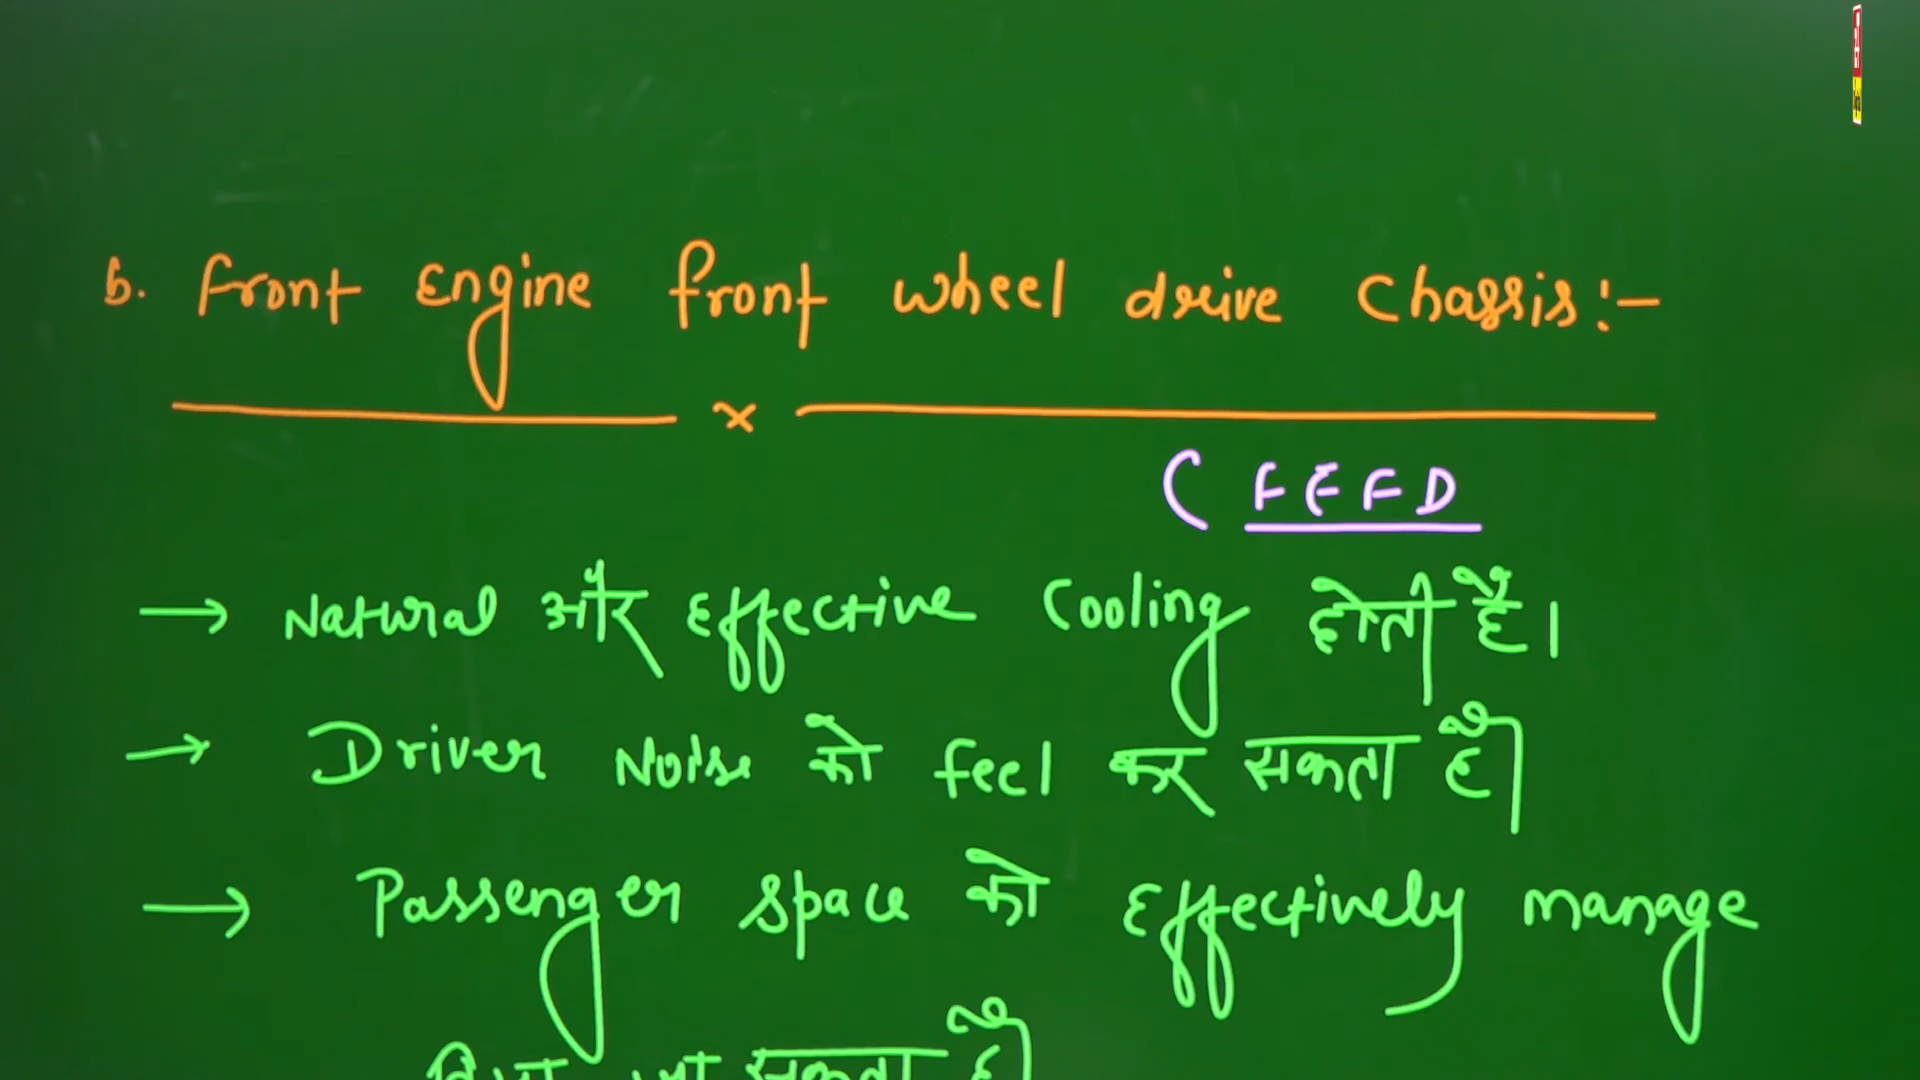 b. Front Engine front wheel drive Chassis:-
x
( FEFD
→ Natural और effective Cooling होती है।
→ Driver Noise को feel कर सकता है।
→ Passenger space को effectively manage
किया जा सकता है।